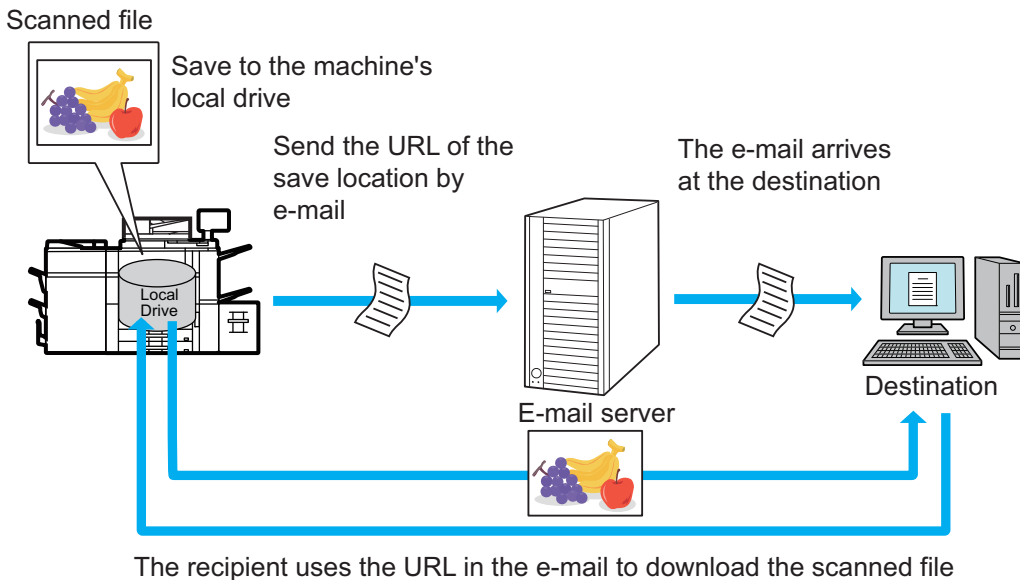 Scanned file
Save to the machine's
local drive
Send the URL of the
save location by
e-mail
The e-mail arrives
at the destination
Local
Drive
Destination
E-mail server
The recipient uses the URL in the e-mail to download the scanned file